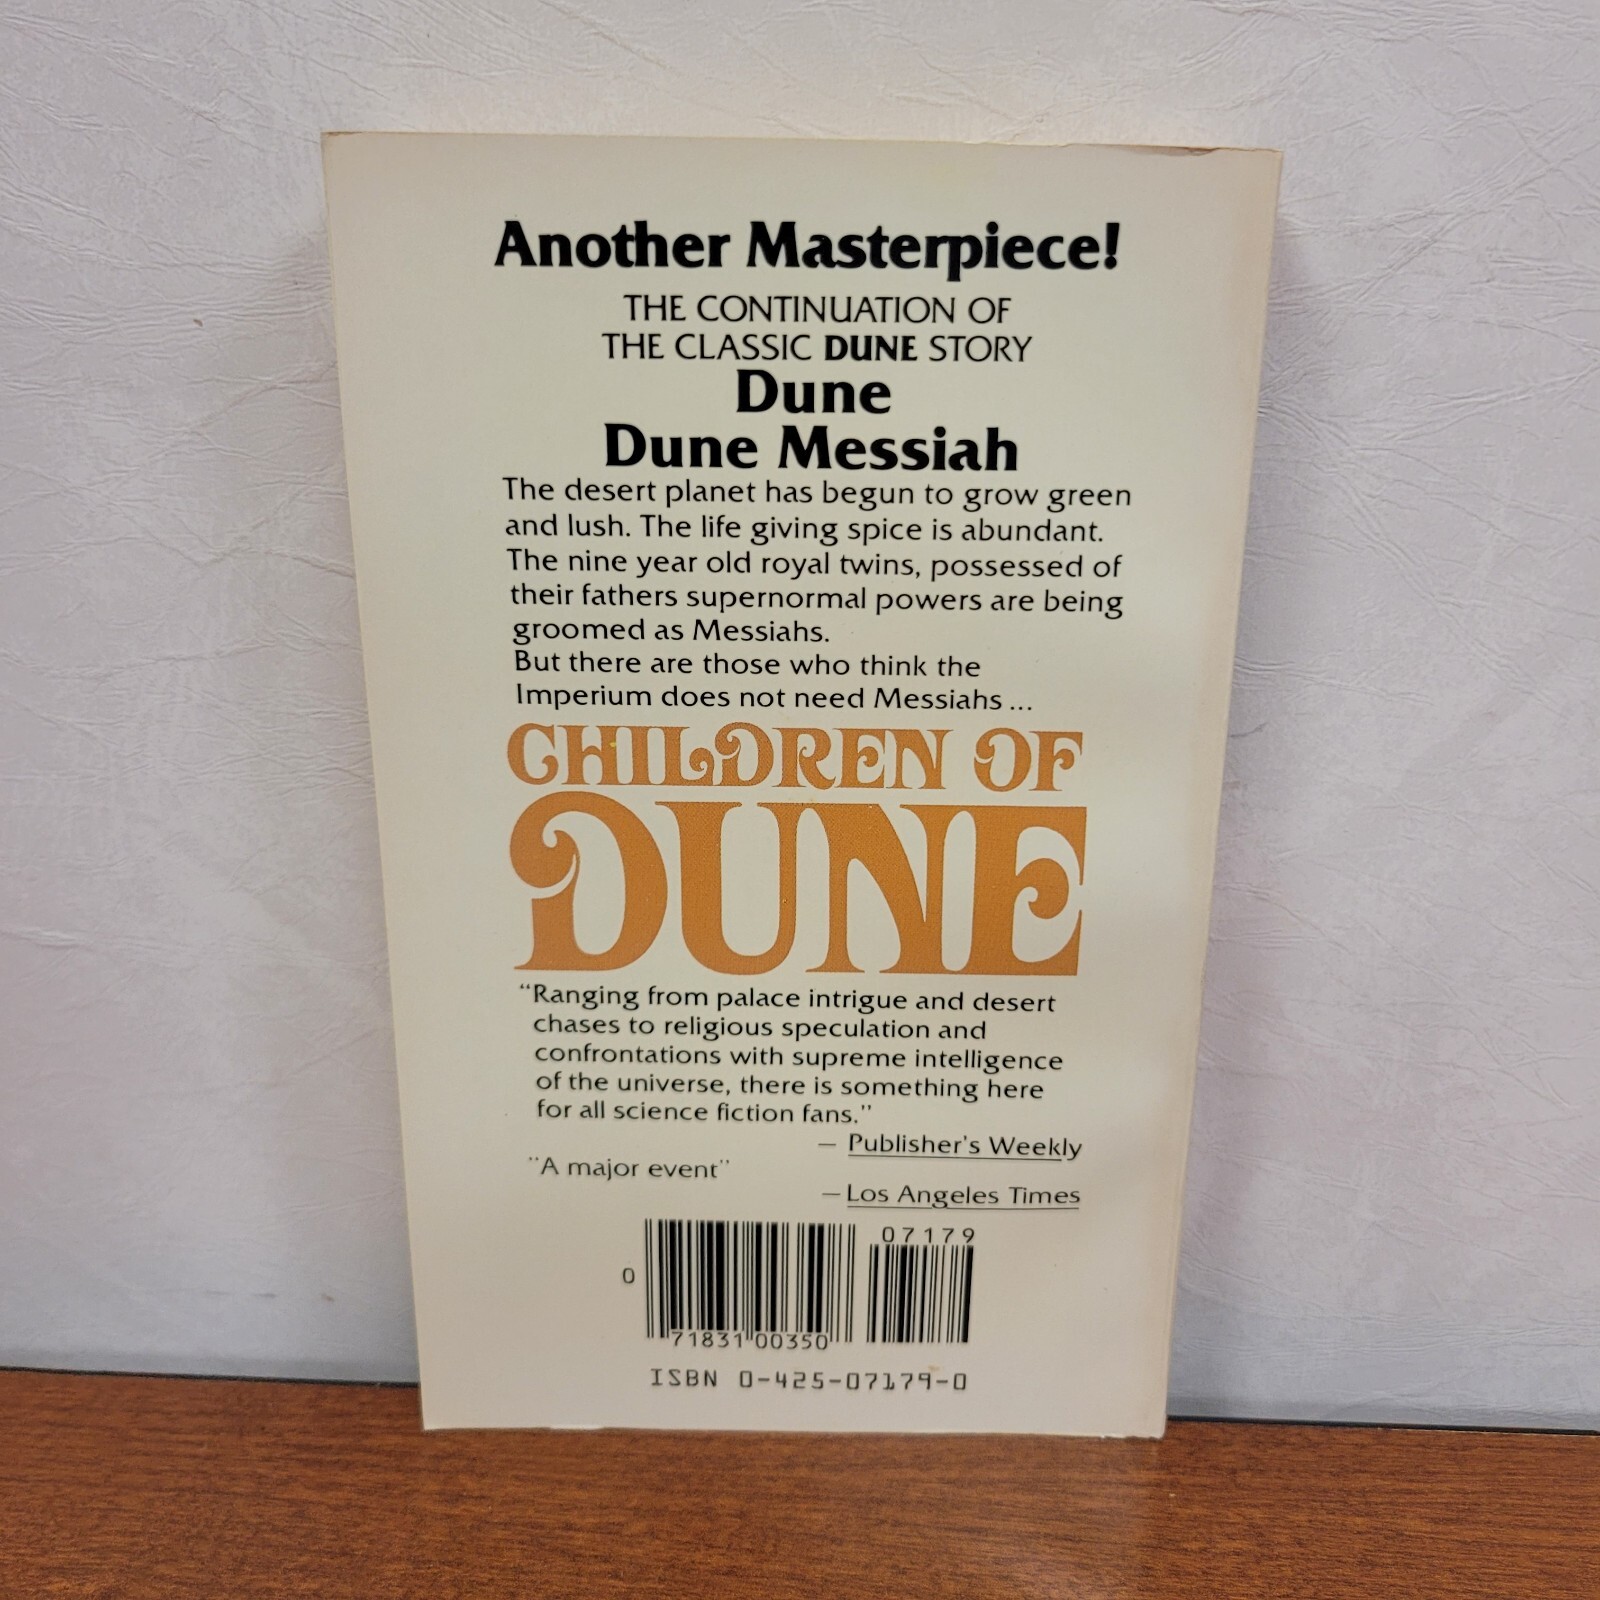 Another Masterpiece!
THE CONTINUATION OF
THE CLASSIC DUNE STORY
Dune
Dune Messiah
The desert planet has begun to grow green
and lush. The life giving spice is abundant.
The nine year old royal twins, possessed of
their fathers supernormal powers are being
groomed as Messiahs.
But there are those who think the
Imperium does not need Messiahs ...
CHILDREN OF
DUNE
“Ranging from palace intrigue and desert
chases to religious speculation and
confrontations with supreme intelligence
of the universe, there is something here
for all science fiction fans.”
— Publisher's Weekly
“A major event”
—Los Angeles Times
07179
0
71831 00350
ISBN 0-425-07179-0